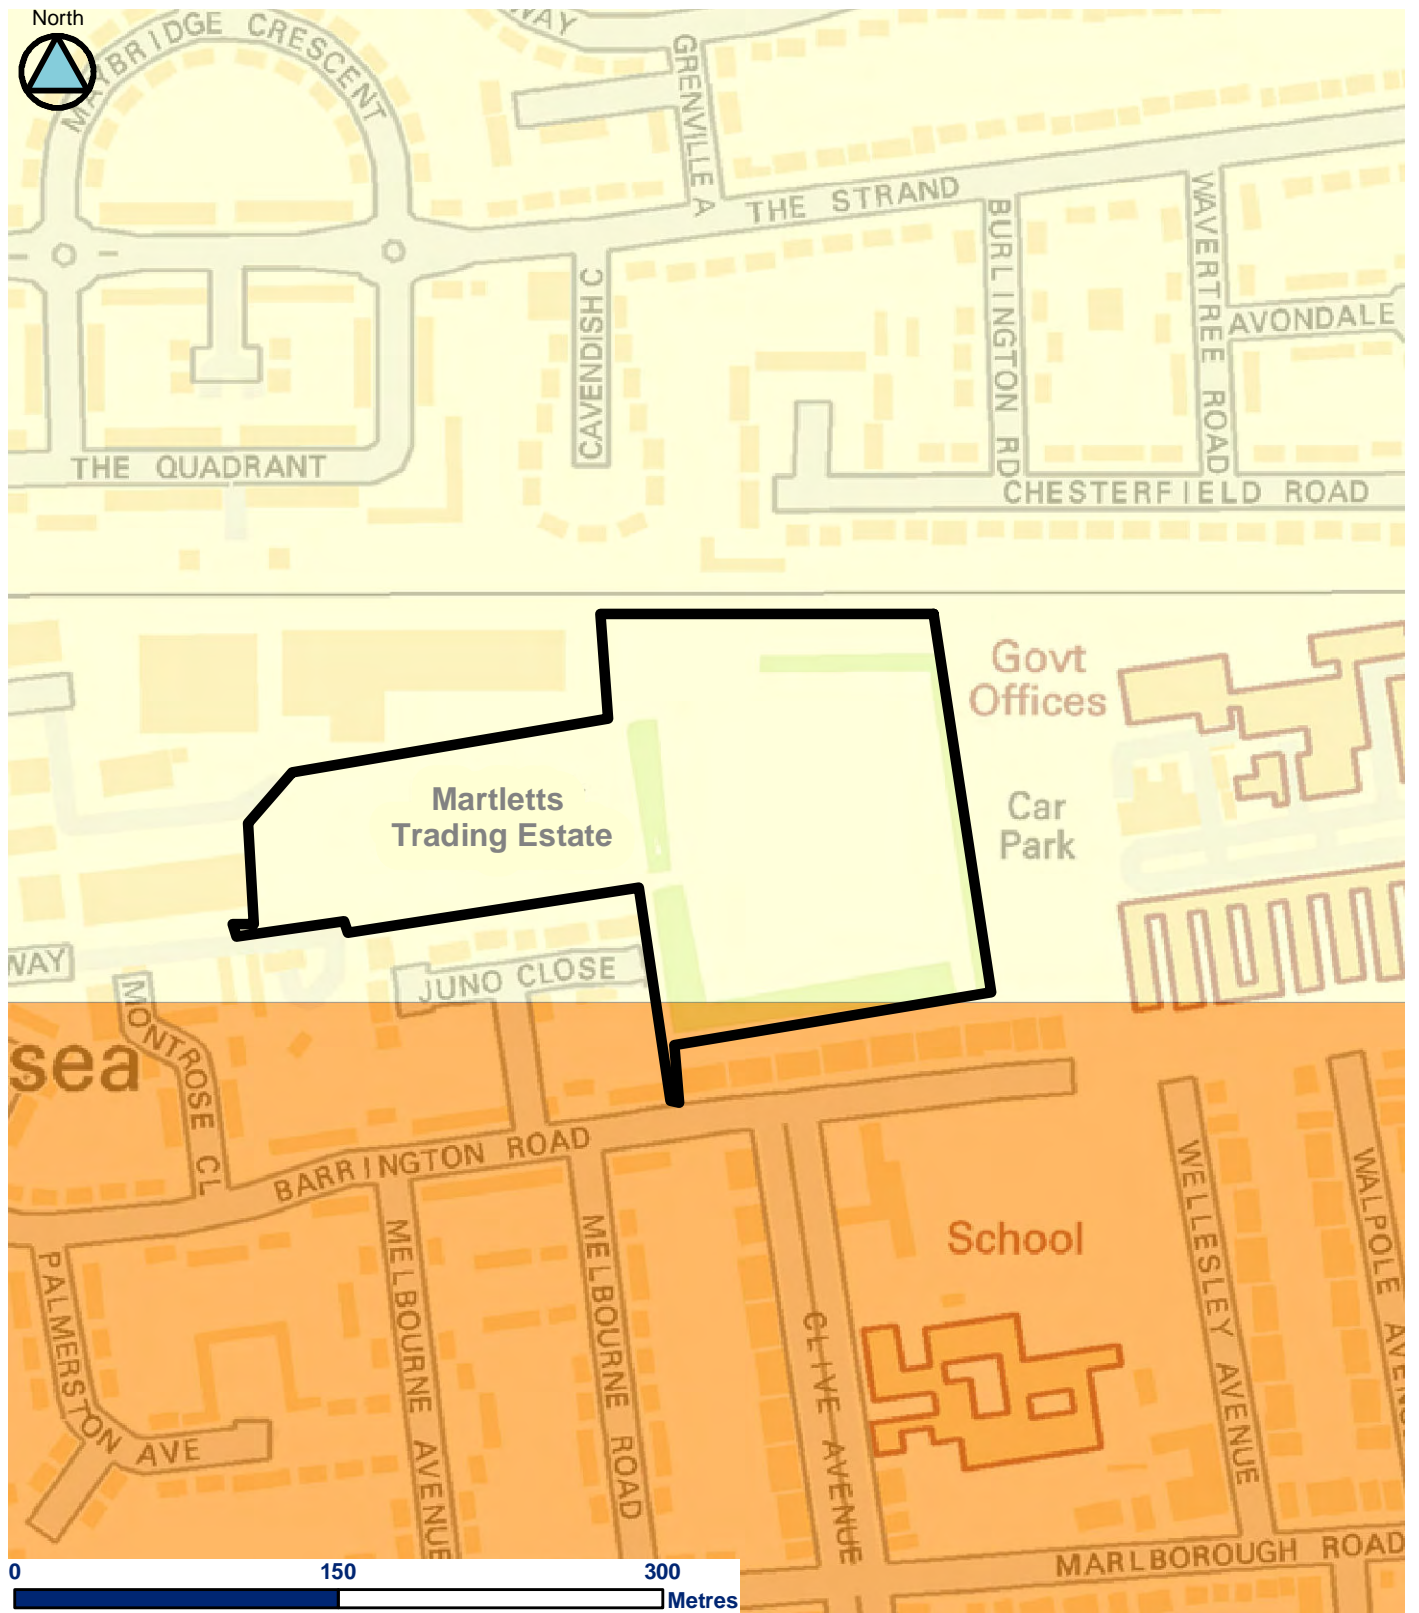 North
MAYBRIDGE CRESCENT
WAY
GRENVILLE A
THE STRAND
BURLINGTON RD
WAVERTREE ROAD
AVONDALE
CAVENDISH C
THE QUADRANT
CHESTERFIELD ROAD
Govt
Offices
Martletts
Trading Estate
Car
Park
WAY
JUNO CLOSE
MONTROSE CL
sea
BARRINGTON ROAD
WELLESLEY AVENUE
WALPOLE AVENU
School
PALMERSTON AVE
MELBOURNE AVENUE
MELBOURNE ROAD
CLIVE AVENUE
MARLBOROUGH ROAD
0 150 300
Metres